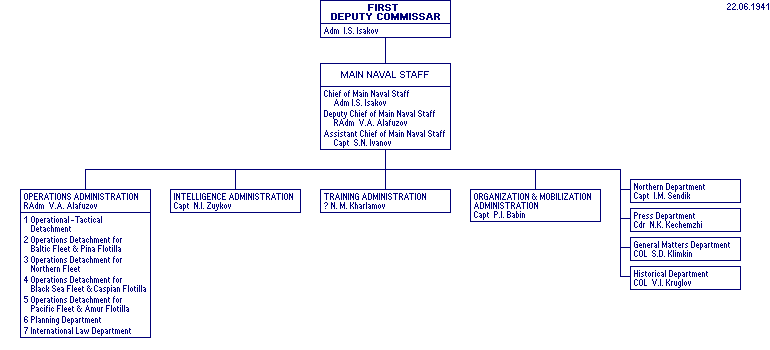 22.06.1941
FIRST
DEPUTY COMMISSAR
Adm I.S. Isakov
MAIN NAVAL STAFF
Chief of Main Naval Staff
Adm I.S. Isakov
Deputy Chief of Main Naval Staff
RAdm V.A. Alafuzov
Assistant Chief of Main Naval Staff
Capt S.N. Ivanov
OPERATIONS ADMINISTRATION
RAdm V.A. Alafuzov
1 Operational-Tactical
Detachment
2 Operations Detachment for
Baltic Fleet & Pina Flotilla
3 Operations Detachment for
Northern Fleet
4 Operations Detachment for
Black Sea Fleet & Caspian Flotilla
5 Operations Detachment for
Pacific Fleet & Amur Flotilla
6 Planning Department
7 International Law Department
INTELLIGENCE ADMINISTRATION
Capt N.I. Zuykov
TRAINING ADMINISTRATION
? N. M. Kharlamov
ORGANIZATION & MOBILIZATION
ADMINISTRATION
Capt P.I. Babin
Northern Department
Capt I.M. Sendik
Press Department
Cdr N.K. Kechemzhi
General Matters Department
COL S.D. Klimkin
Historical Department
COL V.I. Kruglov